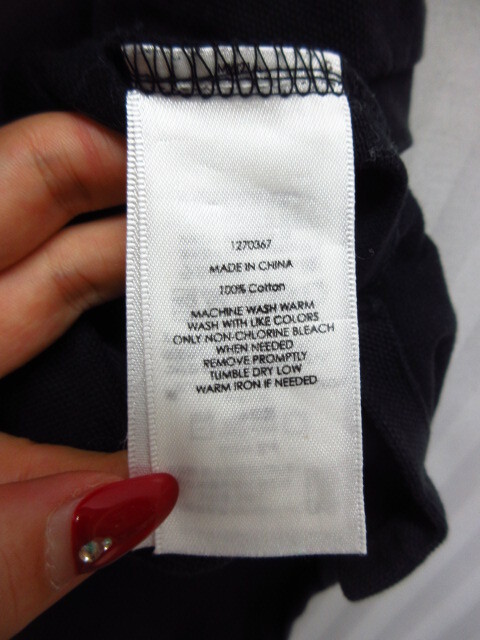 1270367
MADE IN CHINA
100% Cotton
MACHINE WASH WARM
WASH WITH LIKE COLORS
ONLY NON-CHLORINE BLEACH
WHEN NEEDED
REMOVE PROMPTLY
TUMBLE DRY LOW
WARM IRON IF NEEDED